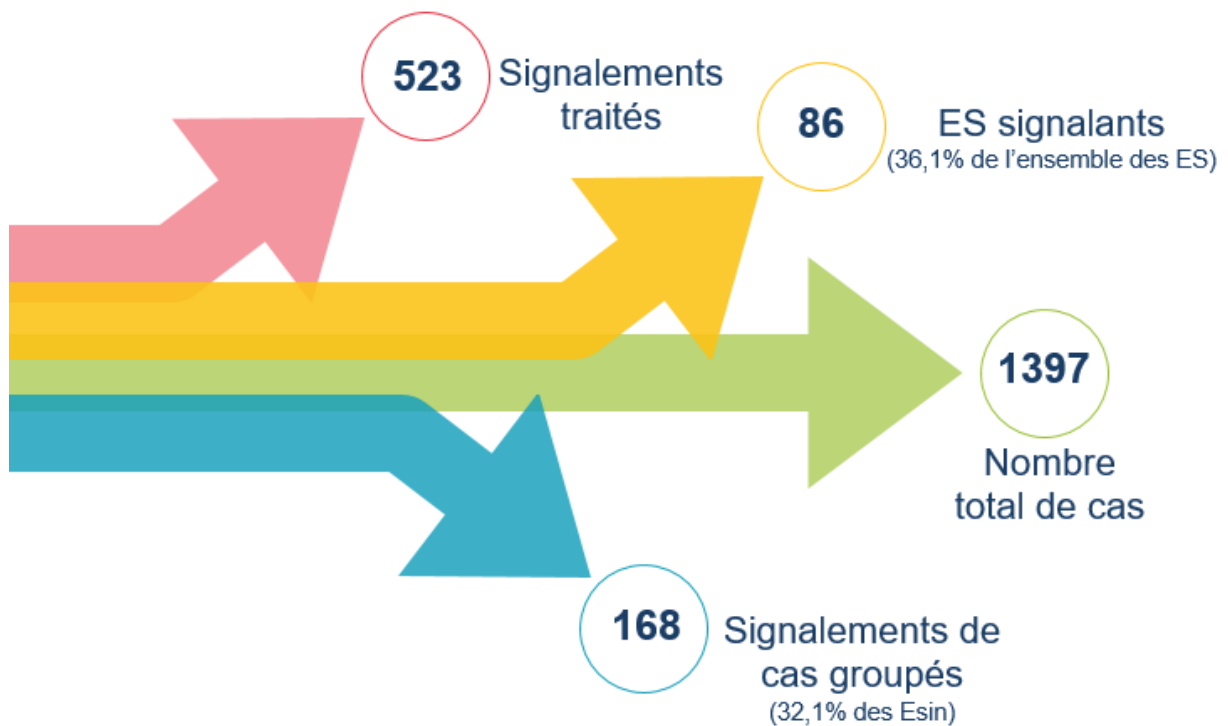 523
Signalements
traités
86
ES signalants
(36,1% de l'ensemble des ES)
1397
Nombre
total de cas
168
Signalements de
cas groupés
(32,1% des Esin)